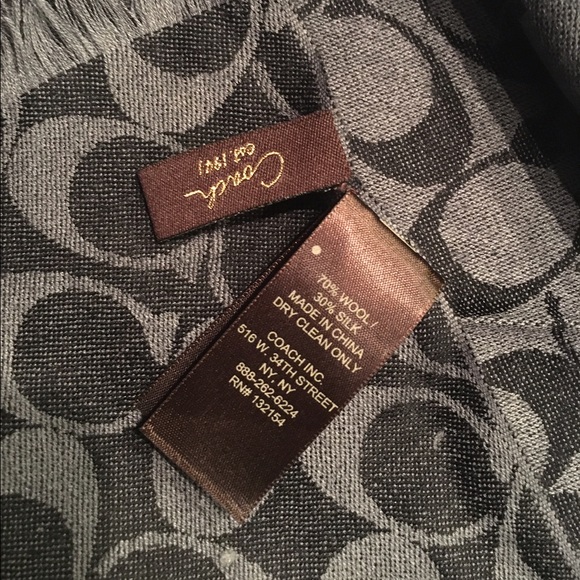 Coach
est. 1941
70% WOOL /
30% SILK
MADE IN CHINA
DRY CLEAN ONLY
COACH INC.
516 W. 34TH STREET
NY, NY
888-262-6224
RN# 132154